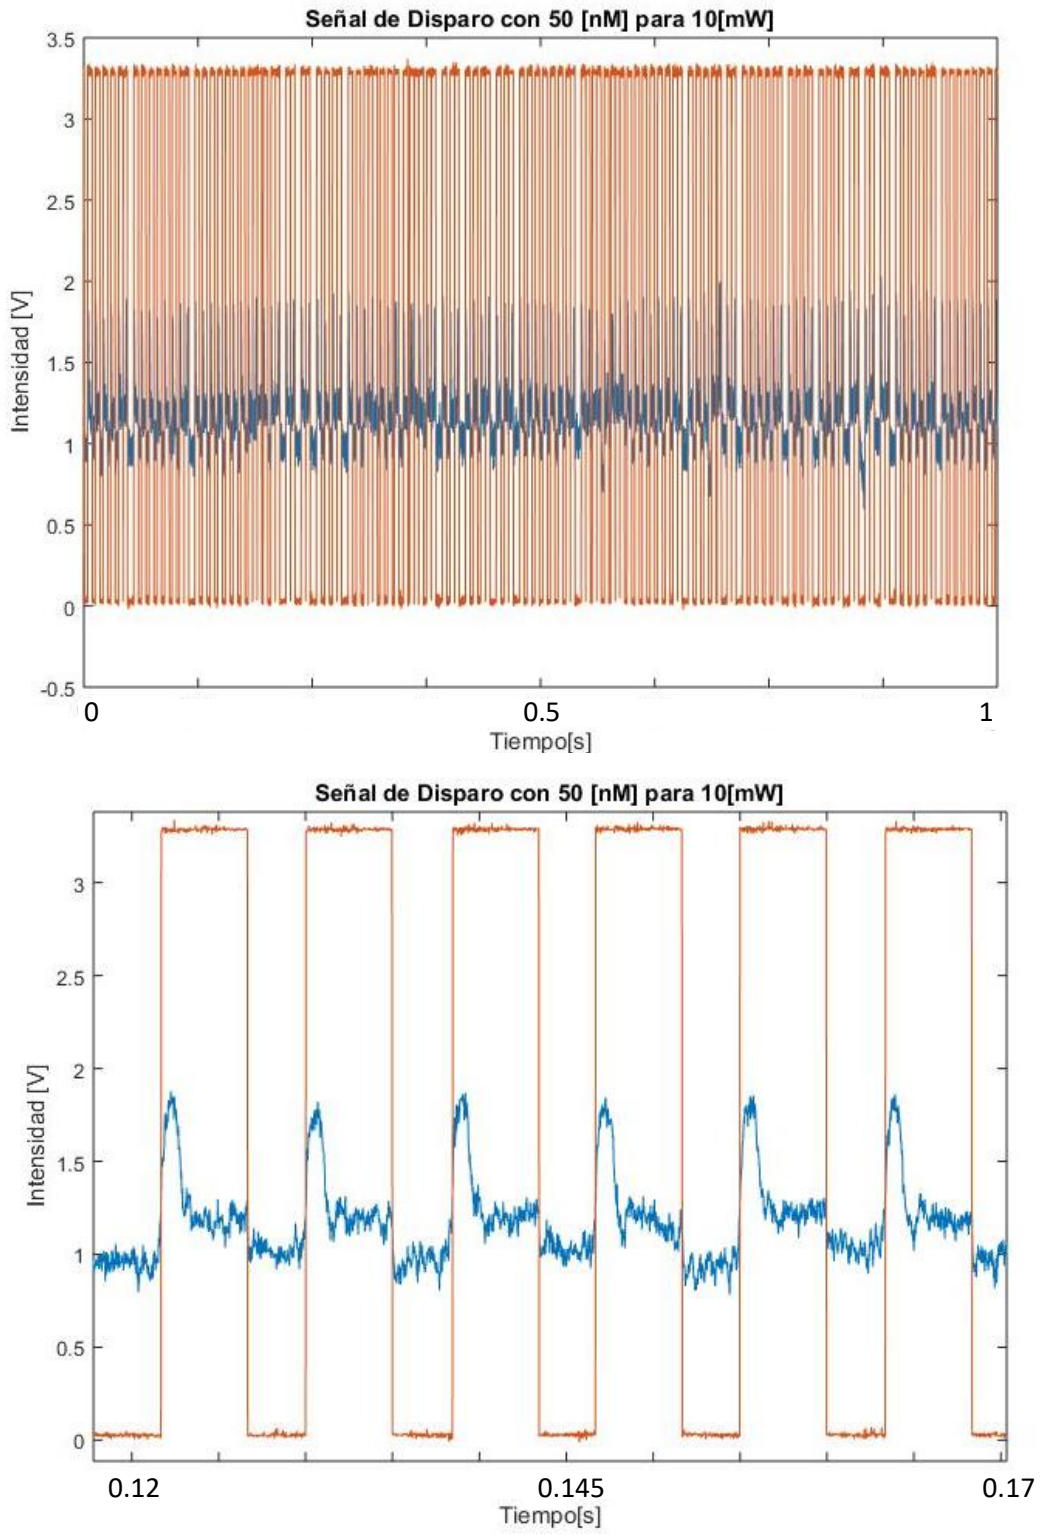 Señal de Disparo con 50 [nM] para 10[mW]
3.5
3
2.5
2
1.5
1
0.5
0
-0.5
Intensidad [V]
0 0.5 1
Tiempo[s]
Señal de Disparo con 50 [nM] para 10[mW]
3
2.5
2
1.5
1
0.5
0
Intensidad [V]
0.12 0.145 0.17
Tiempo[s]